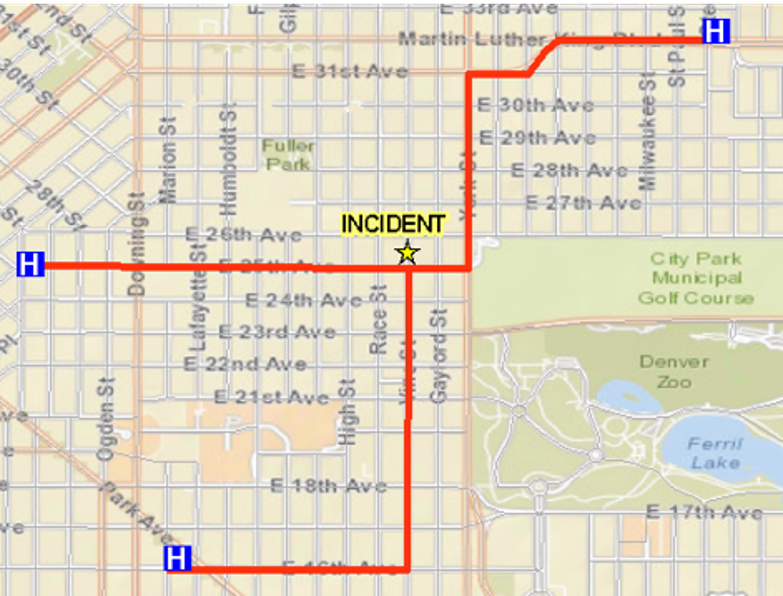 E 33rd Ave
Martin Luther King Blvd
H
St Paul S
E 31st Ave
30th St
E 30th Ave
Marion St
Humboldt St
Fuller
Park
E 29th Ave
Milwaukee St
E 28th Ave
York St
28th St
E 27th Ave
Downing St
INCIDENT
E 26th Ave
H
E 25th Ave
City Park
Municipal
Golf Course
Lafayette St
E 24th Ave
Race St
E 23rd Ave
Vine St
Gaylord St
Pl
E 22nd Ave
Denver
Zoo
E 21st Ave
Ogden St
High St
Ferril
Lake
E 18th Ave
Park Ave
E 17th Ave
H
E 16th Ave